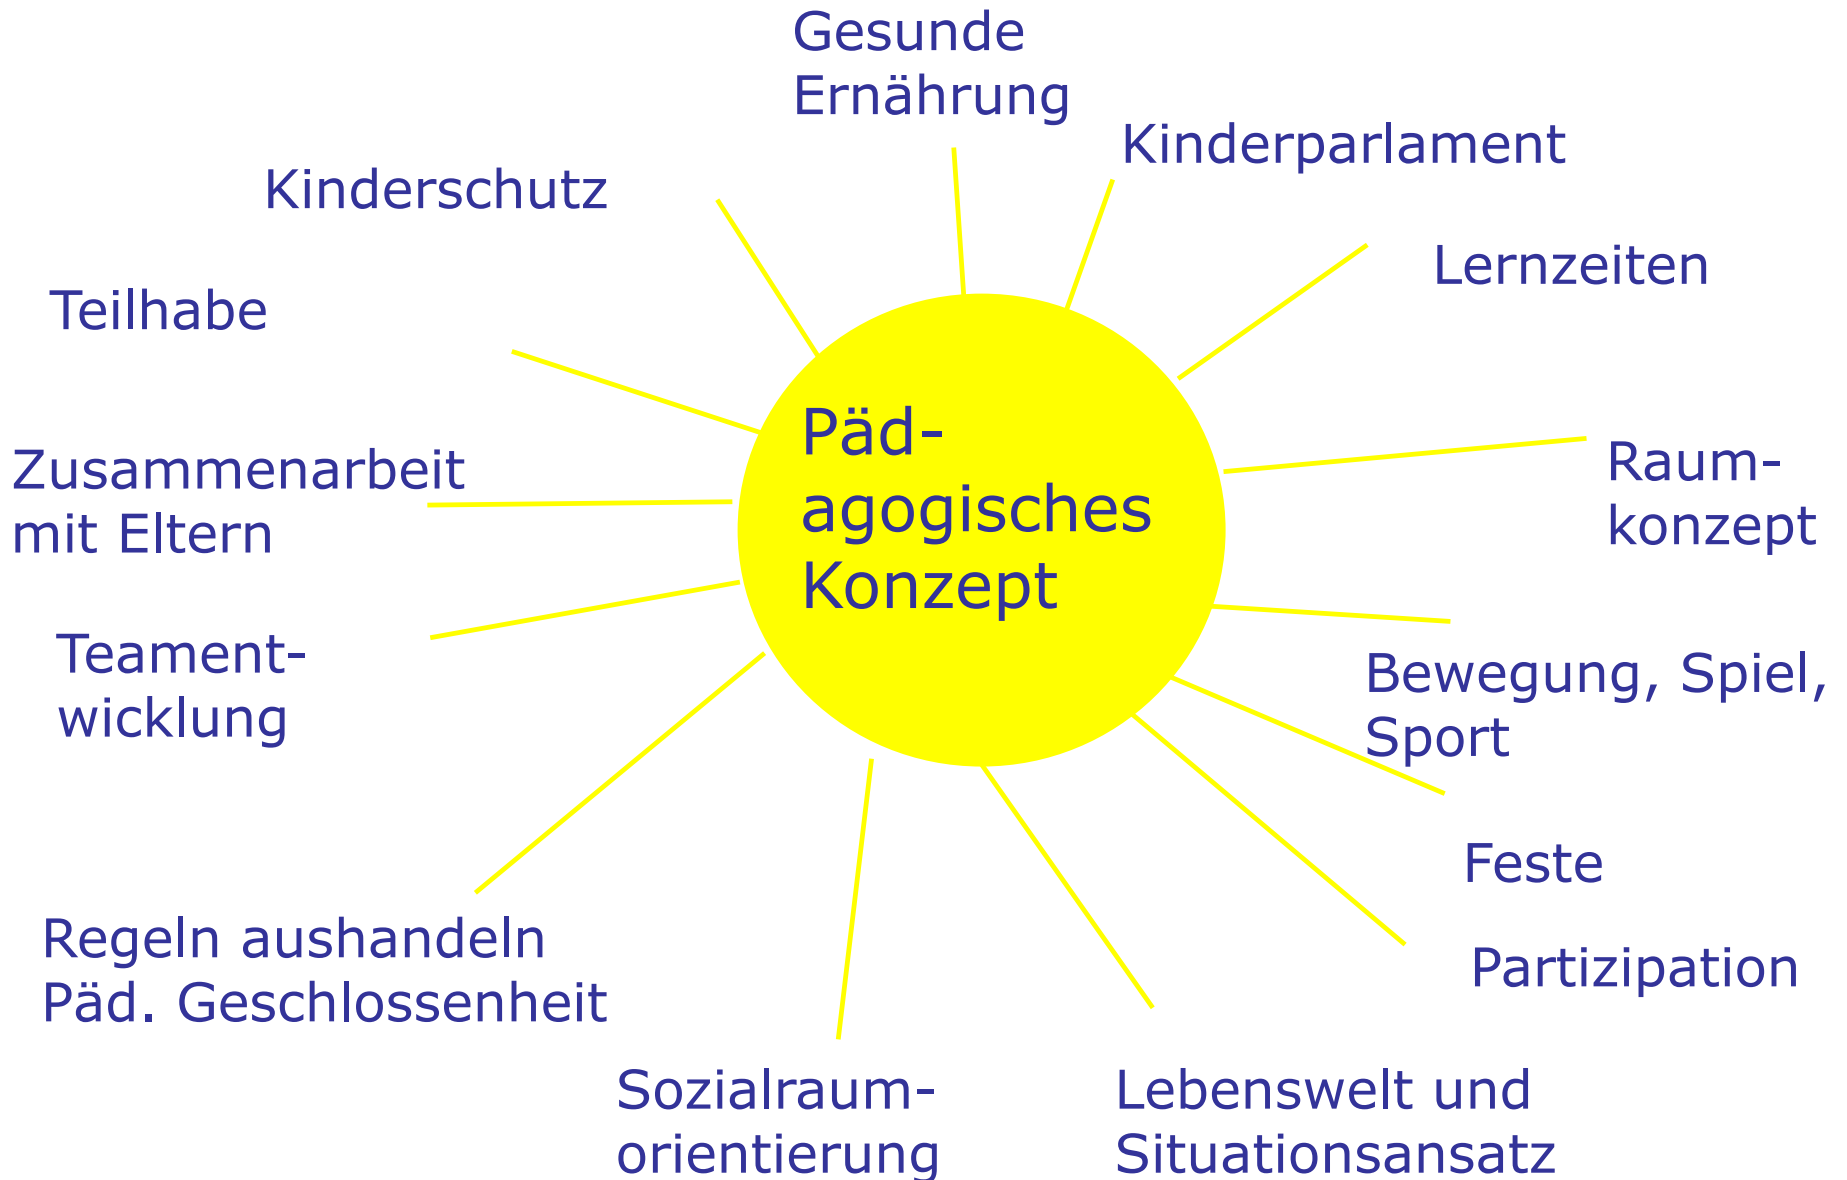 Gesunde
Ernährung
Kinderparlament
Kinderschutz
Lernzeiten
Teilhabe
Päd-
agogisches
Konzept
Zusammenarbeit
mit Eltern
Raum-
konzept
Teament-
wicklung
Bewegung, Spiel,
Sport
Feste
Regeln aushandeln
Päd. Geschlossenheit
Partizipation
Sozialraum-
orientierung
Lebenswelt und
Situationsansatz